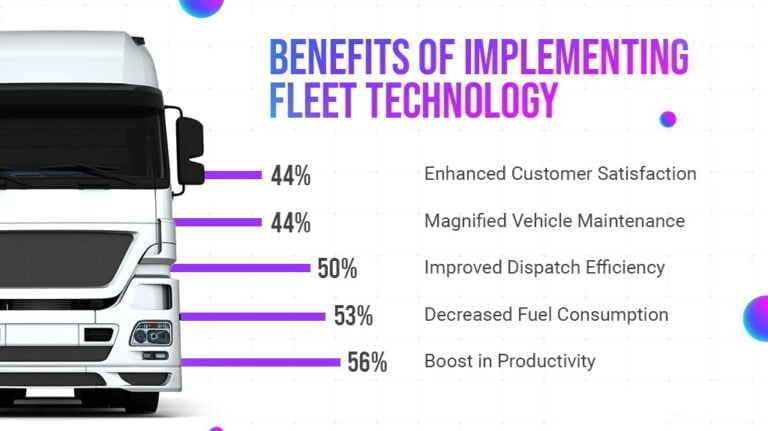 BENEFITS OF IMPLEMENTING
FLEET TECHNOLOGY
44% Enhanced Customer Satisfaction
44% Magnified Vehicle Maintenance
50% Improved Dispatch Efficiency
53% Decreased Fuel Consumption
56% Boost in Productivity